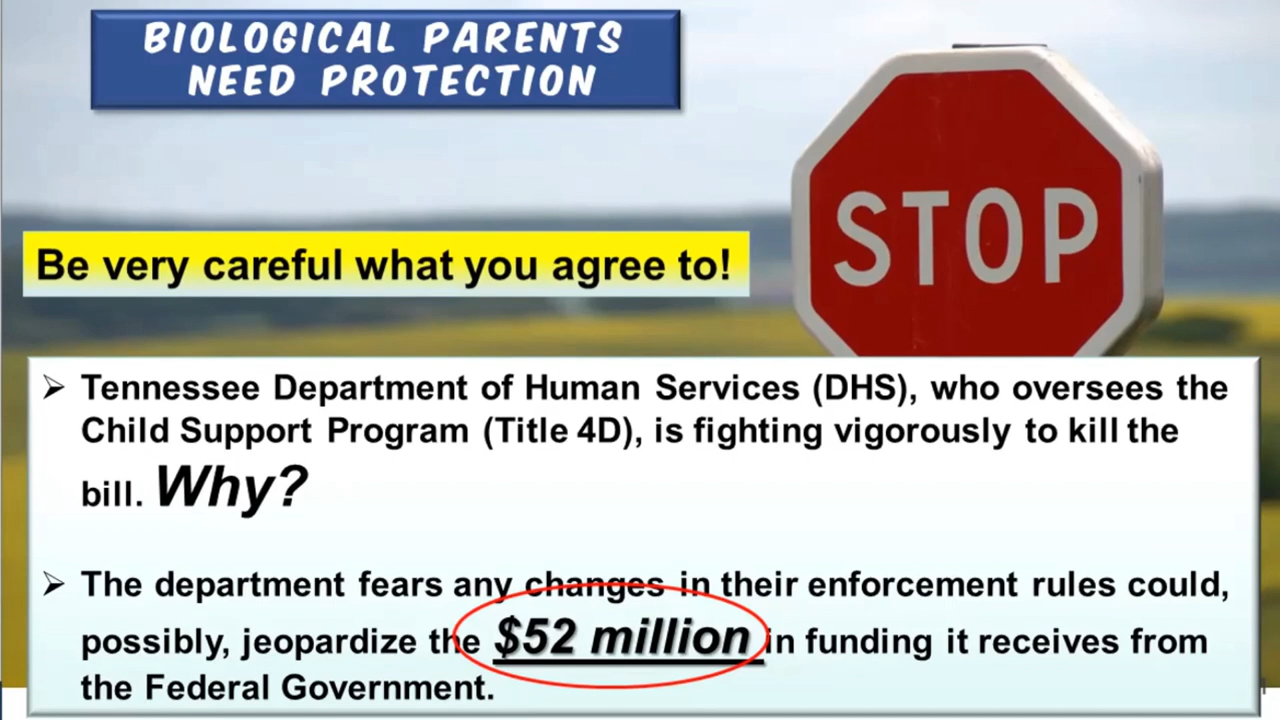 BIOLOGICAL PARENTS
NEED PROTECTION
STOP
Be very careful what you agree to!
➢ Tennessee Department of Human Services (DHS), who oversees the
Child Support Program (Title 4D), is fighting vigorously to kill the
bill. Why?
➢ The department fears any changes in their enforcement rules could,
possibly, jeopardize the $52 million in funding it receives from
the Federal Government.